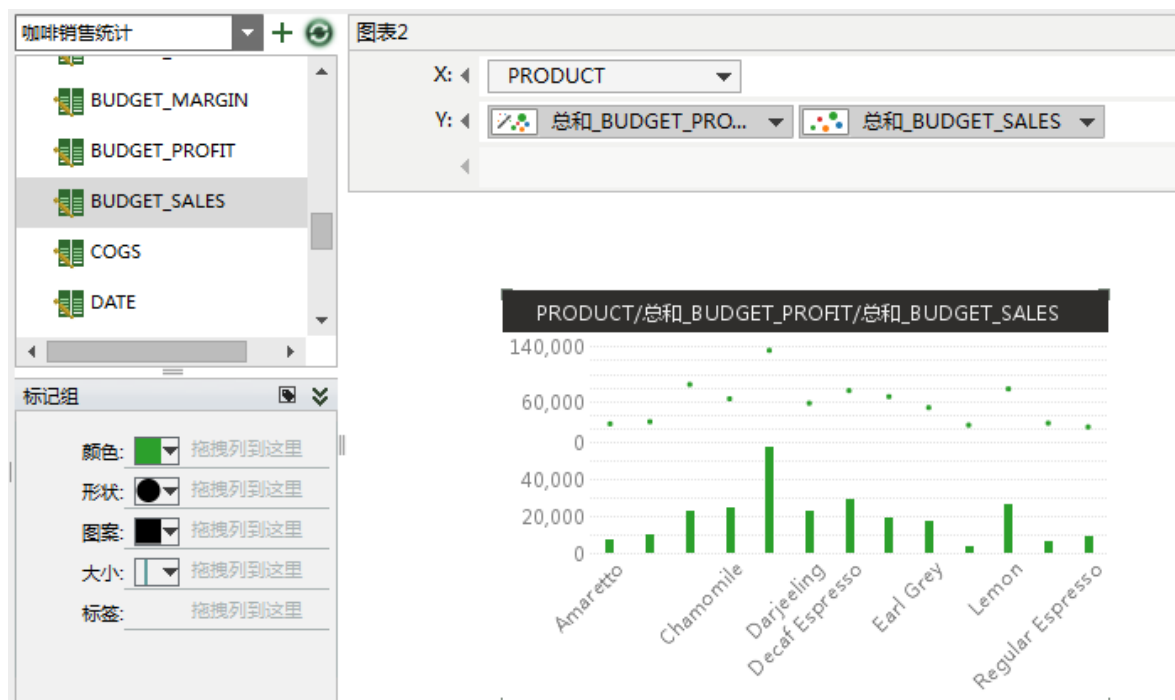 咖啡销售统计
BUDGET_MARGIN
BUDGET_PROFIT
BUDGET_SALES
COGS
DATE
标记组
颜色: 拖拽列到这里
形状: 拖拽列到这里
图案: 拖拽列到这里
大小: 拖拽列到这里
标签: 拖拽列到这里
图表2
X: PRODUCT
Y: 总和_BUDGET_PRO... 总和_BUDGET_SALES
PRODUCT/总和_BUDGET_PROFIT/总和_BUDGET_SALES
140,000
60,000
0
40,000
20,000
0
Amaretto
Chamomile
Darjeeling
Decaf Espresso
Earl Grey
Lemon
Regular Espresso